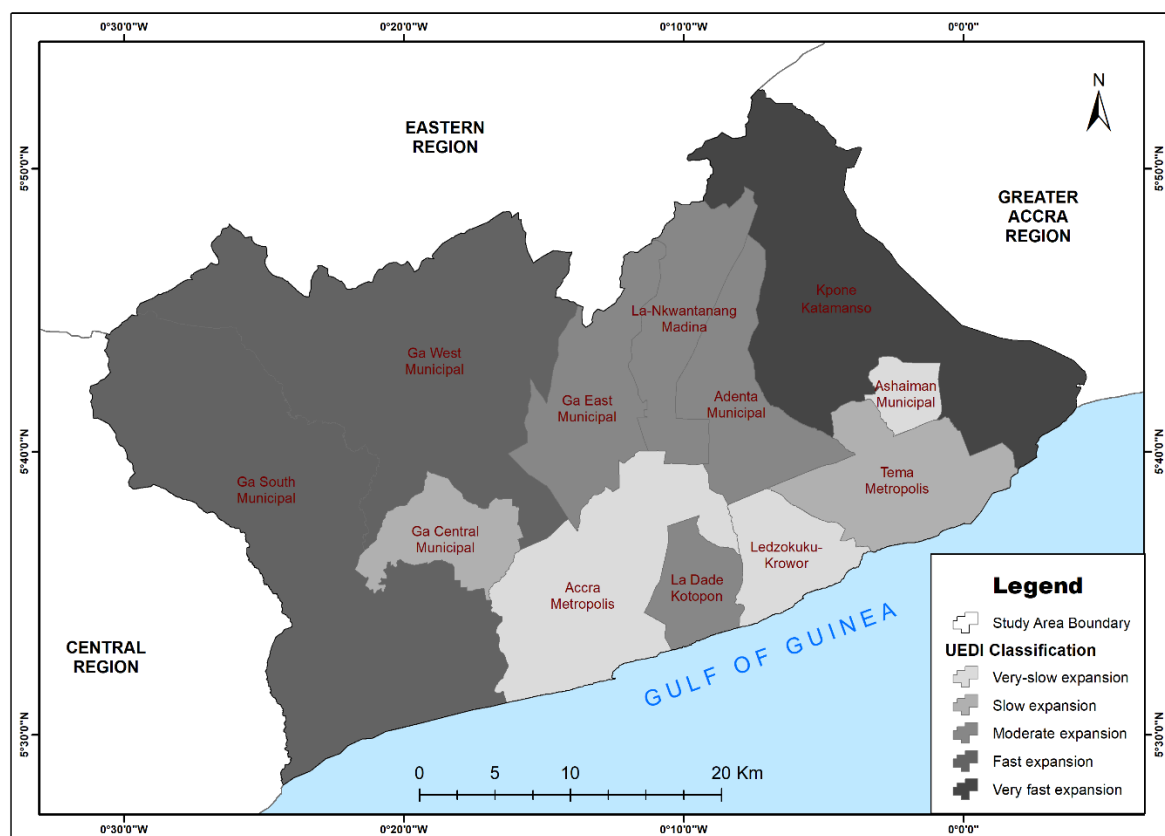 0°30'0"W
0°20'0"W
0°10'0"W
0°0'0"
N
EASTERN
REGION
5°50'0"N
5°50'0"N
GREATER
ACCRA
REGION
Kpone
Katamanso
La-Nkwantanang
Madina
Ga West
Municipal
Ashaiman
Municipal
Ga East
Municipal
Adenta
Municipal
5°40'0"N
5°40'0"N
Tema
Metropolis
Ga South
Municipal
Ga Central
Municipal
Ledzokuku-
Krowor
La Dade
Kotopon
Accra
Metropolis
CENTRAL
REGION
GULF OF GUINEA
5°30'0"N
5°30'0"N
Legend
Study Area Boundary
UEDI Classification
Very-slow expansion
Slow expansion
Moderate expansion
Fast expansion
Very fast expansion
0
5
10
20 Km
0°30'0"W
0°20'0"W
0°10'0"W
0°0'0"